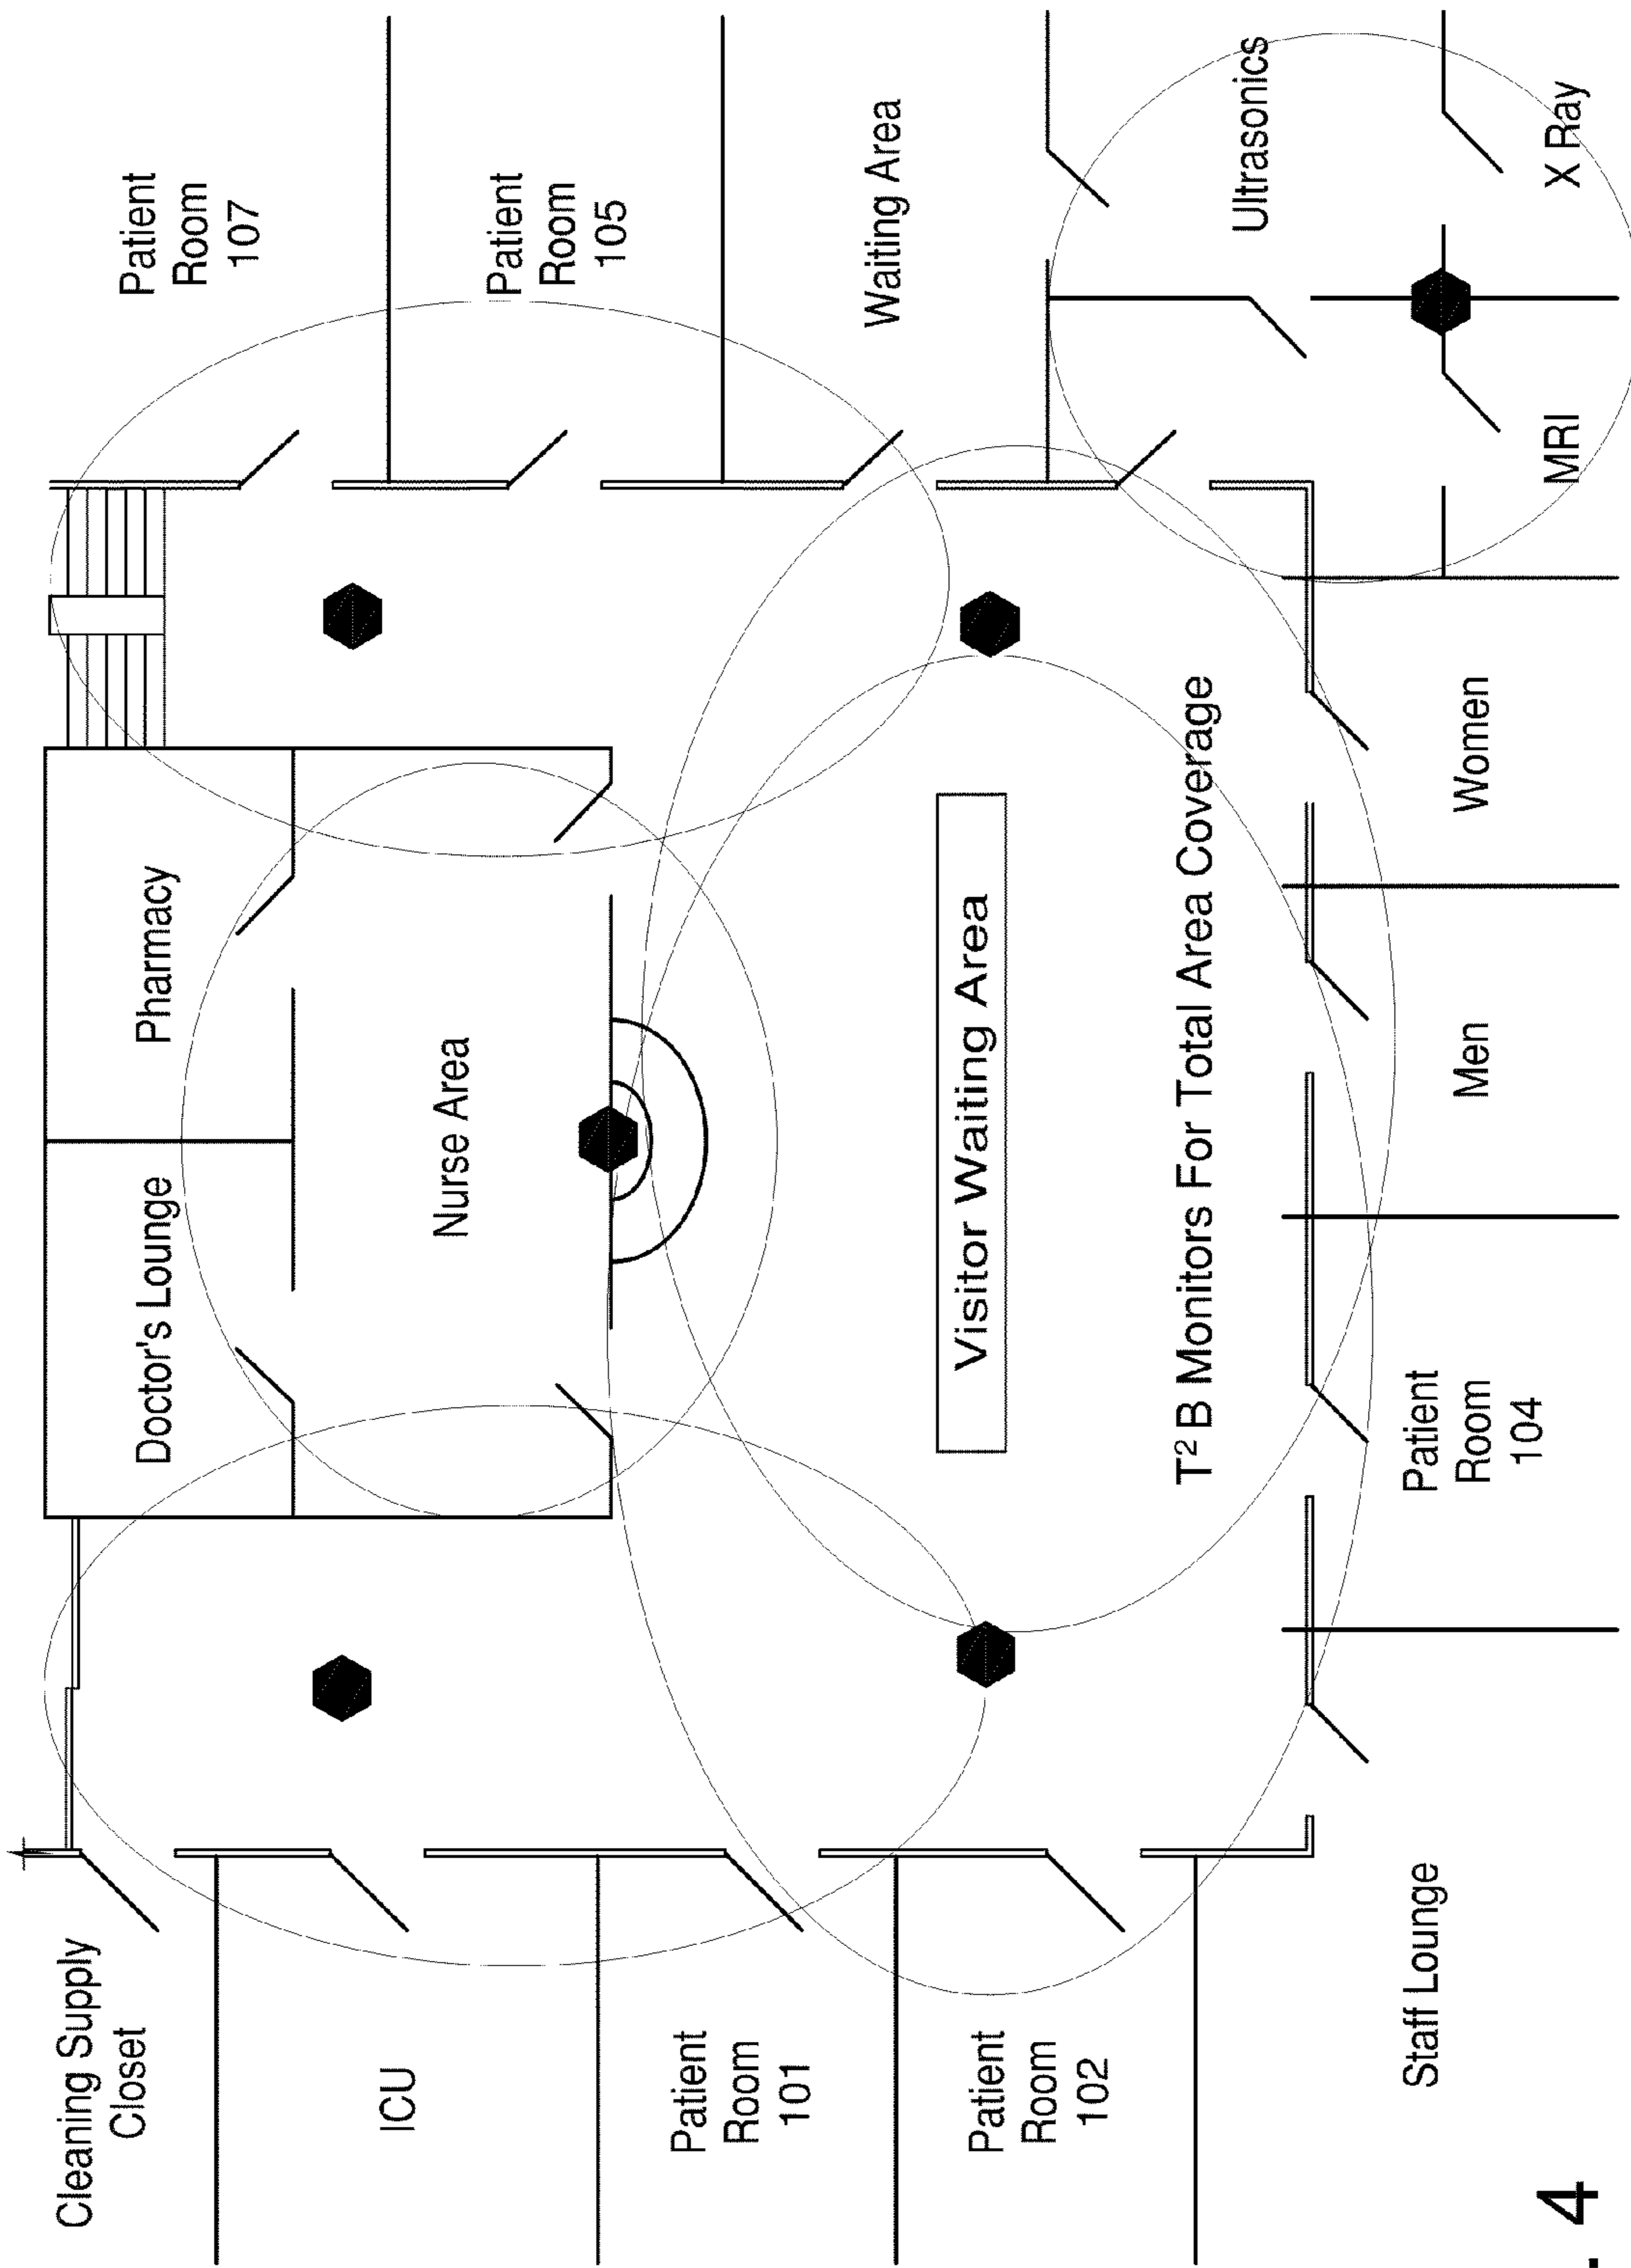 Cleaning Supply
Closet
Doctor's Lounge
Pharmacy
Patient
Room
107
ICU
Nurse Area
Patient
Room
105
Patient
Room
101
Waiting Area
Patient
Room
102
Visitor Waiting Area
T² B Monitors For Total Area Coverage
Ultrasonics
Staff Lounge
Patient
Room
104
Men
Women
MRI
X Ray
. 4